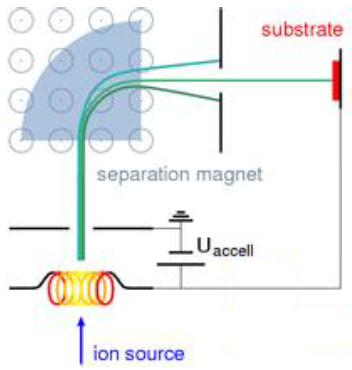 substrate
separation magnet
Uaccell
ion source